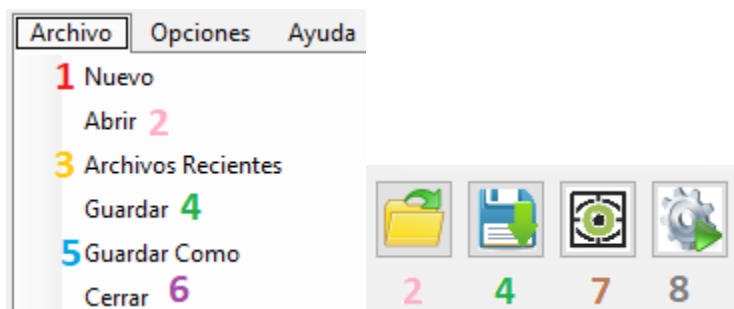 Archivo Opciones Ayuda
1 Nuevo
Abrir 2
3 Archivos Recientes
Guardar 4
5 Guardar Como
Cerrar 6
2 4 7 8